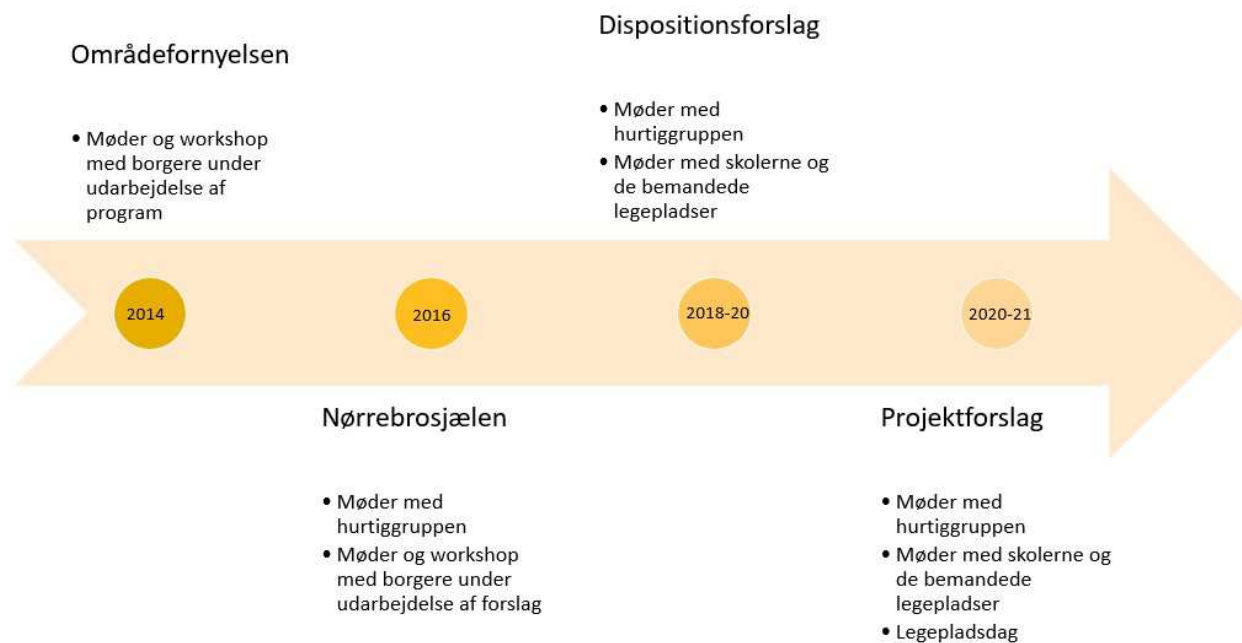 Områdefornyelsen
• Møder og workshop
med borgere under
udarbejdelse af
program
Dispositionsforslag
• Møder med
hurtiggruppen
• Møder med skolerne og
de bemandede
legepladser
2014
2016
2018-20
2020-21
Nørrebrosjælen
• Møder med
hurtiggruppen
• Møder og workshop
med borgere under
udarbejdelse af forslag
Projektforslag
• Møder med
hurtiggruppen
• Møder med skolerne og
de bemandede
legepladser
• Legepladsdag